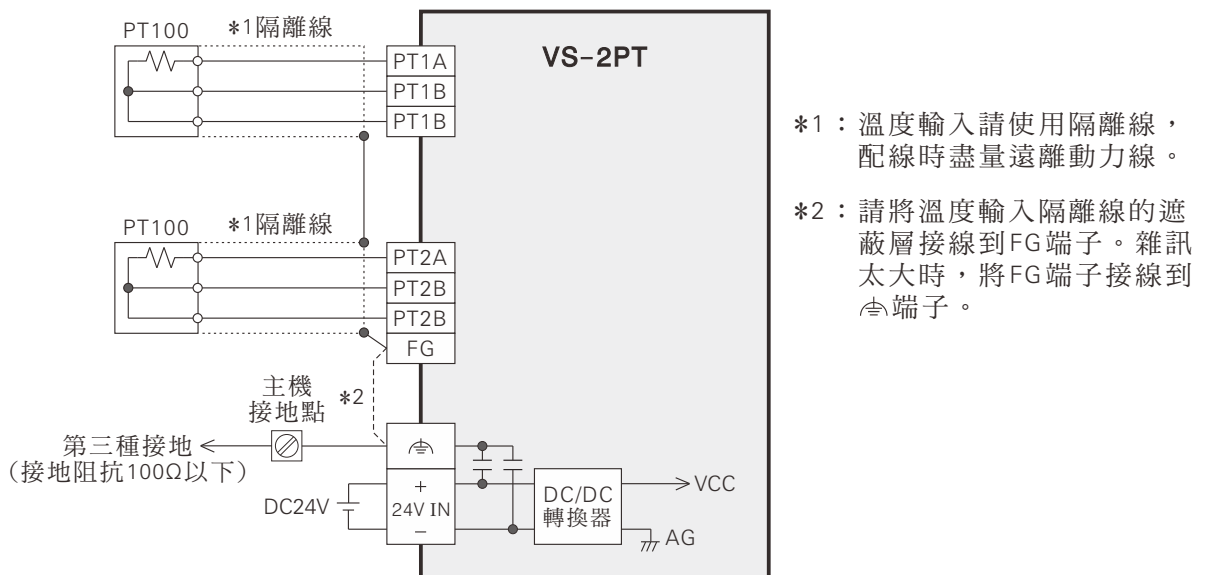 PT100
*1隔離線
PT1A
PT1B
PT1B
VS-2PT
*1：溫度輸入請使用隔離線，
配線時盡量遠離動力線。
*2：請將溫度輸入隔離線的遮
蔽層接線到FG端子。雜訊
太大時，將FG端子接線到
端子。
PT100
*1隔離線
PT2A
PT2B
PT2B
FG
主機
接地點
*2
第三種接地
（接地阻抗100Ω以下）
DC24V
+
24V IN
−
DC/DC
轉換器
VCC
AG